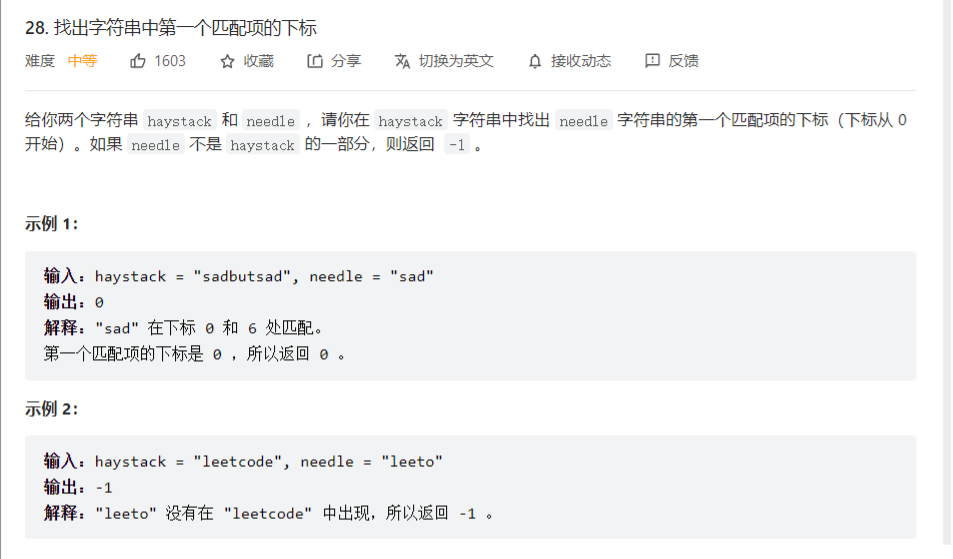 28. 找出字符串中第一个匹配项的下标
难度 中等 1603 收藏 分享 切换为英文 接收动态 反馈
给你两个字符串 haystack 和 needle ，请你在 haystack 字符串中找出 needle 字符串的第一个匹配项的下标（下标从 0
开始）。如果 needle 不是 haystack 的一部分，则返回 -1 。
示例 1：
输入：haystack = "sadbutsad", needle = "sad"
输出：0
解释："sad" 在下标 0 和 6 处匹配。
第一个匹配项的下标是 0 ，所以返回 0 。
示例 2：
输入：haystack = "leetcode", needle = "leeto"
输出：-1
解释："leeto" 没有在 "leetcode" 中出现，所以返回 -1 。